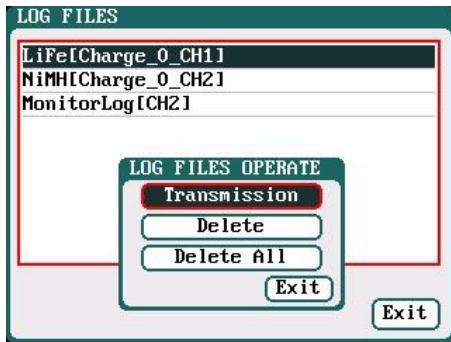 LOG FILES
LiFe[Charge_0_CH1]
NiMH[Charge_0_CH2]
MonitorLog[CH2]
LOG FILES OPERATE
Transmission
Delete
Delete All
Exit
Exit